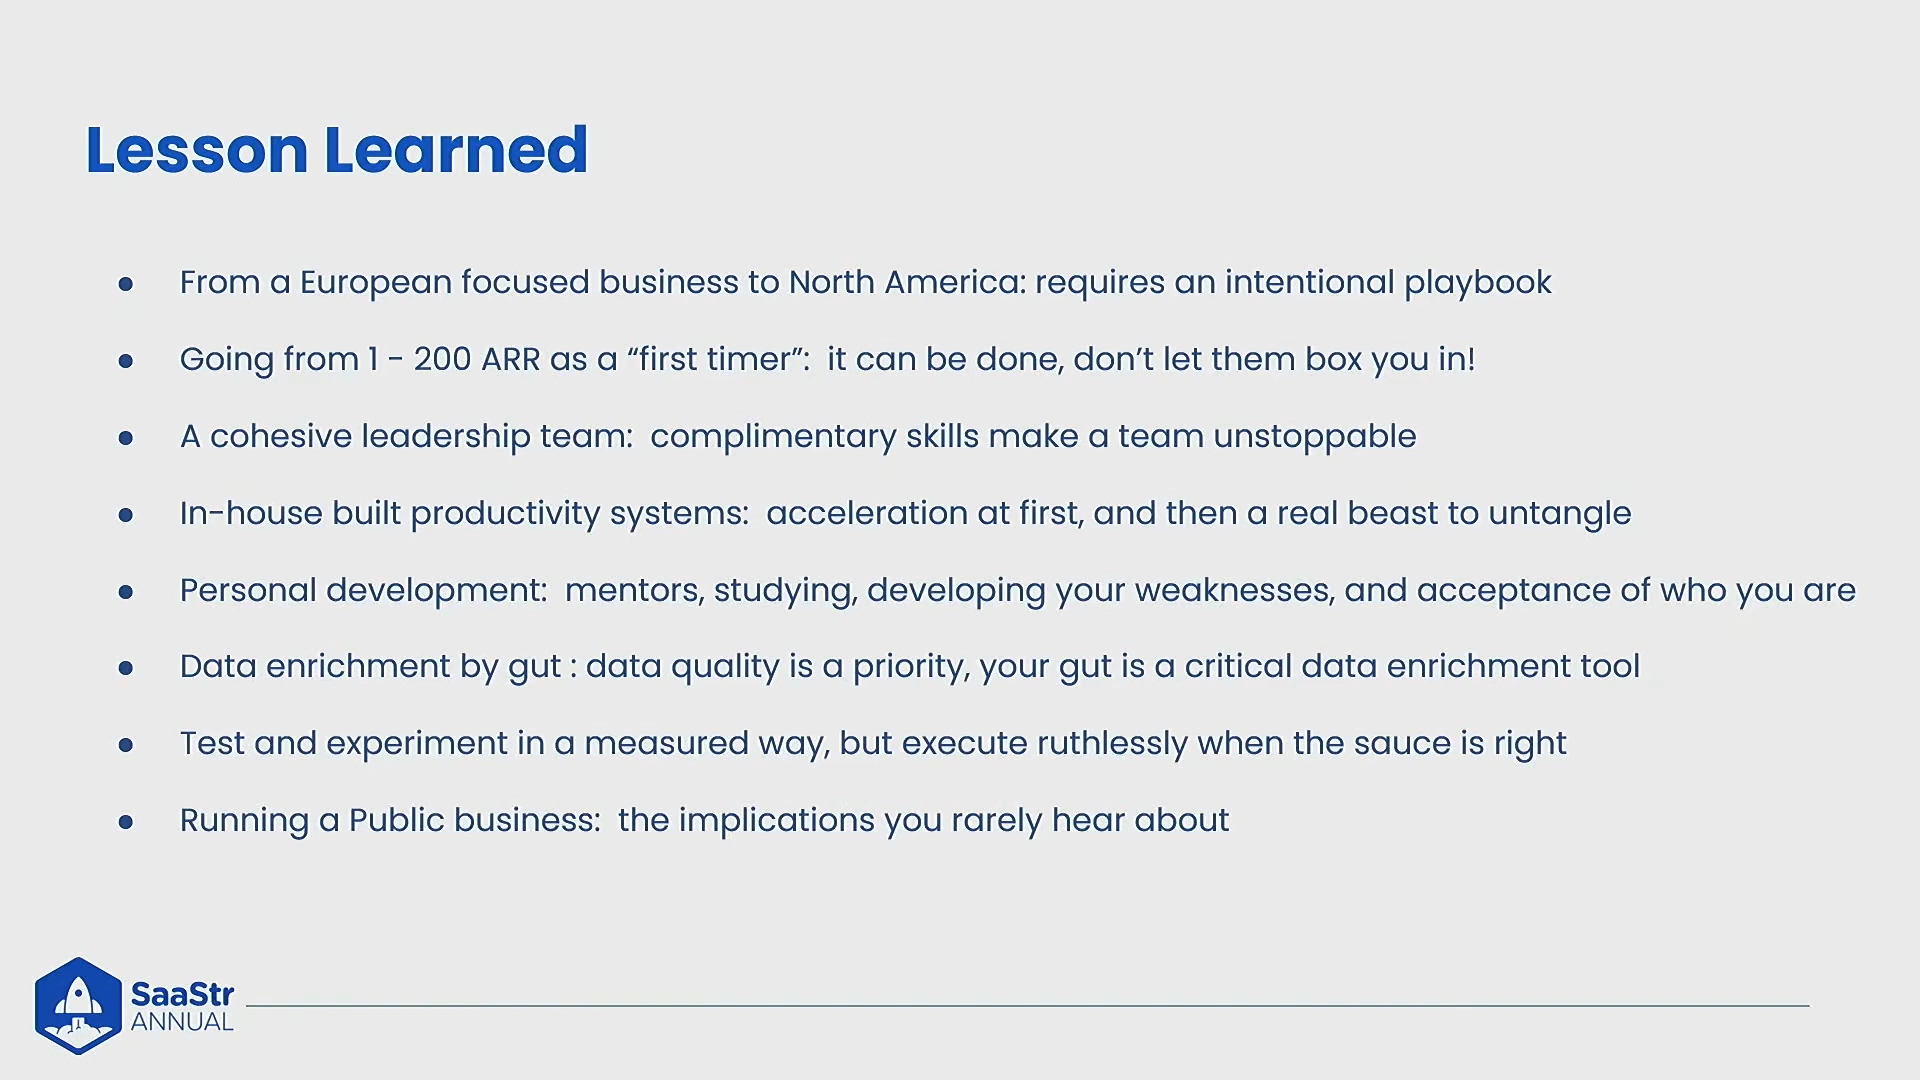 Lesson Learned
● From a European focused business to North America: requires an intentional playbook
● Going from 1 - 200 ARR as a “first timer”:  it can be done, don’t let them box you in!
● A cohesive leadership team:  complimentary skills make a team unstoppable
● In-house built productivity systems:  acceleration at first, and then a real beast to untangle
● Personal development:  mentors, studying, developing your weaknesses, and acceptance of who you are
● Data enrichment by gut : data quality is a priority, your gut is a critical data enrichment tool
● Test and experiment in a measured way, but execute ruthlessly when the sauce is right
● Running a Public business:  the implications you rarely hear about
SaaStr
ANNUAL